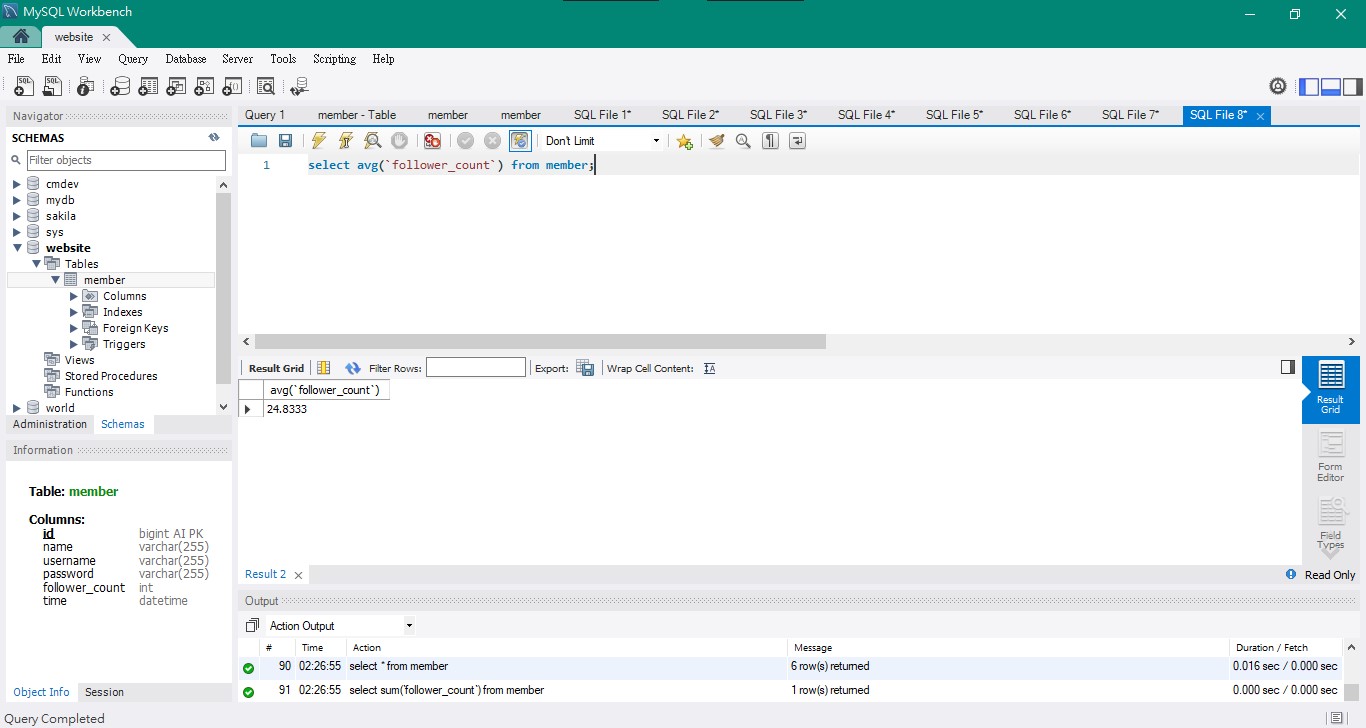 MySQL Workbench
website
File Edit View Query Database Server Tools Scripting Help
Navigator
SCHEMAS
Filter objects
cmdev
mydb
sakila
sys
website
Tables
member
Columns
Indexes
Foreign Keys
Triggers
Views
Stored Procedures
Functions
world
Administration Schemas
Information
Table: member
Columns:
id bigint AI PK
name varchar(255)
username varchar(255)
password varchar(255)
follower_count int
time datetime
Object Info Session
Query 1 member - Table member member SQL File 1* SQL File 2* SQL File 3* SQL File 4* SQL File 5* SQL File 6* SQL File 7* SQL File 8*
Don't Limit
1 select avg(`follower_count`) from member;
Result Grid Filter Rows: Export: Wrap Cell Content:
avg(`follower_count`)
24.8333
Result
Grid
Form
Editor
Field
Types
Result 2 Read Only
Output
Action Output
# Time Action Message Duration / Fetch
90 02:26:55 select * from member 6 row(s) returned 0.016 sec / 0.000 sec
91 02:26:55 select sum(`follower_count`) from member 1 row(s) returned 0.000 sec / 0.000 sec
Query Completed